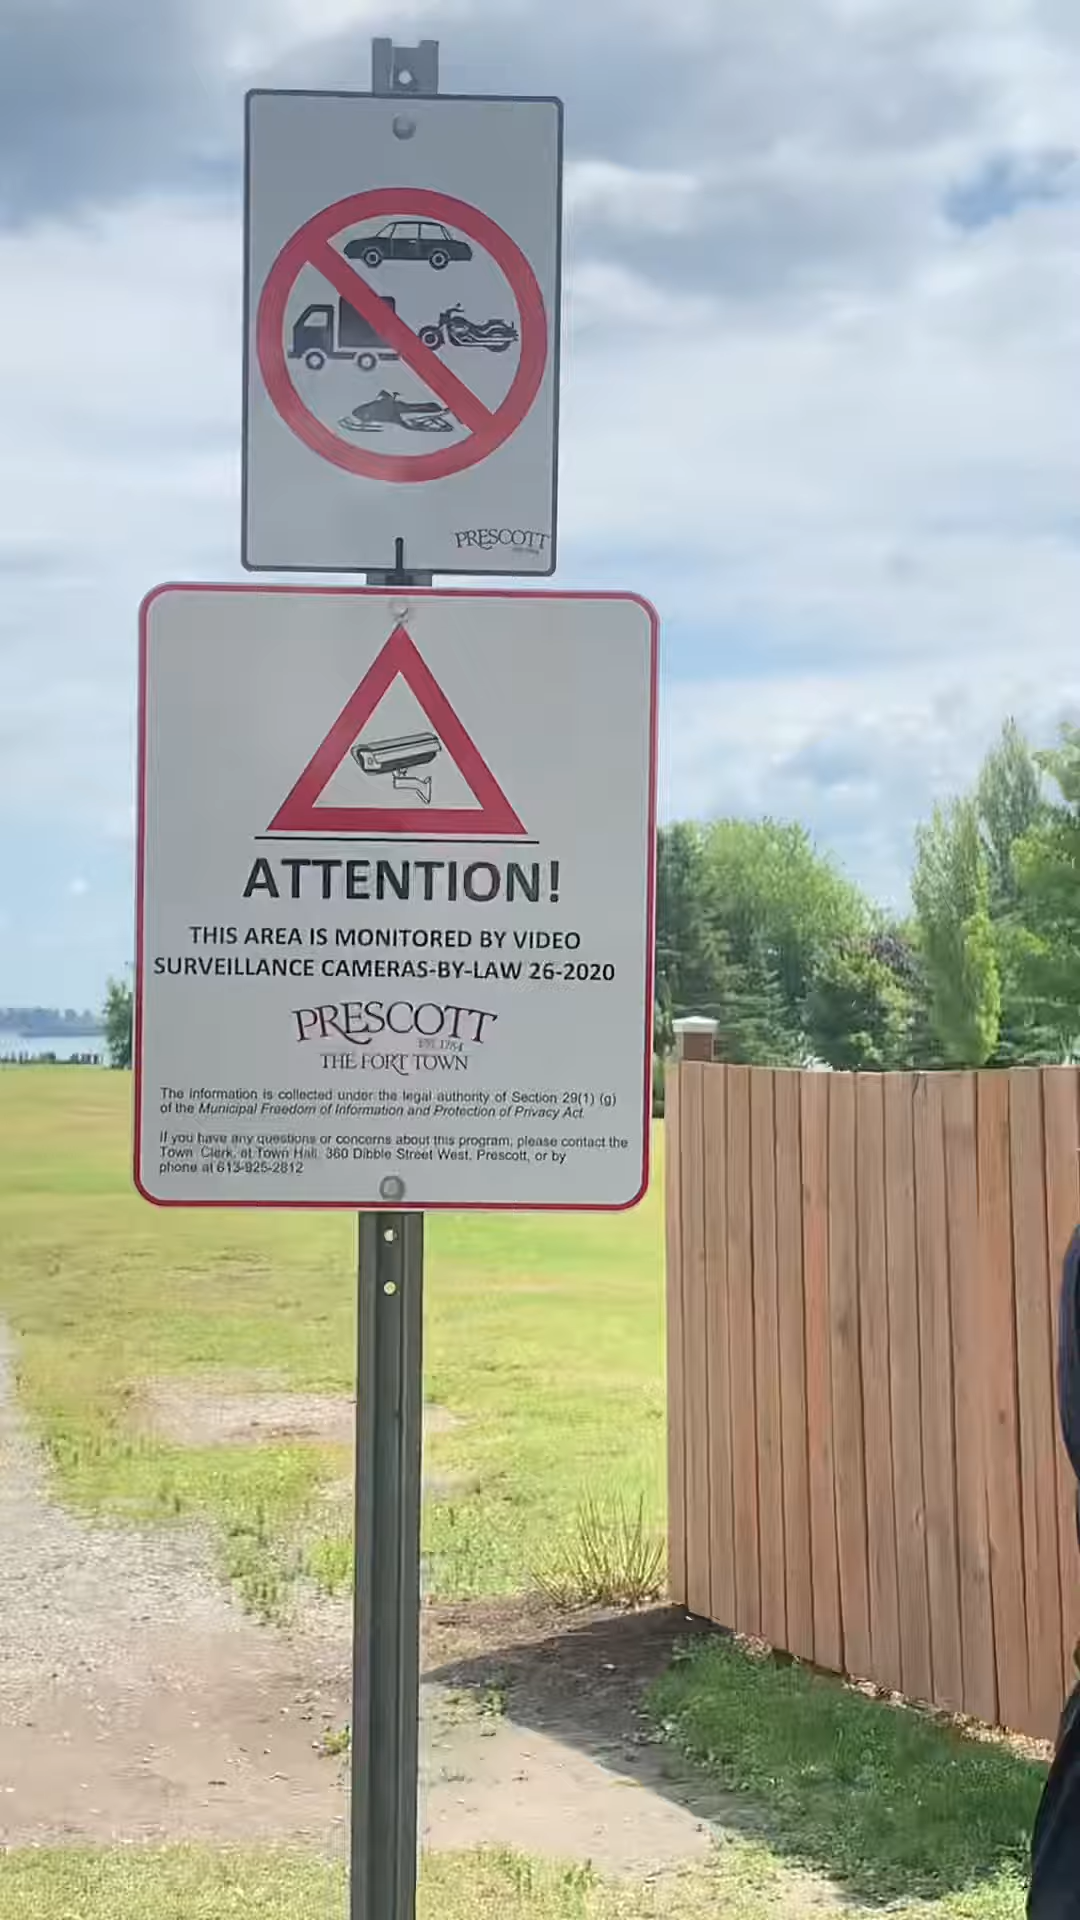 PRESCOTT
ATTENTION!
THIS AREA IS MONITORED BY VIDEO
SURVEILLANCE CAMERAS-BY-LAW 26-2020
PRESCOTT
EST. 1784
THE FORT TOWN
The information is collected under the legal authority of Section 29(1) (g)
of the Municipal Freedom of Information and Protection of Privacy Act.
If you have any questions or concerns about this program, please contact the
Town Clerk, at Town Hall, 360 Dibble Street West, Prescott, or by
phone at 613-925-2812